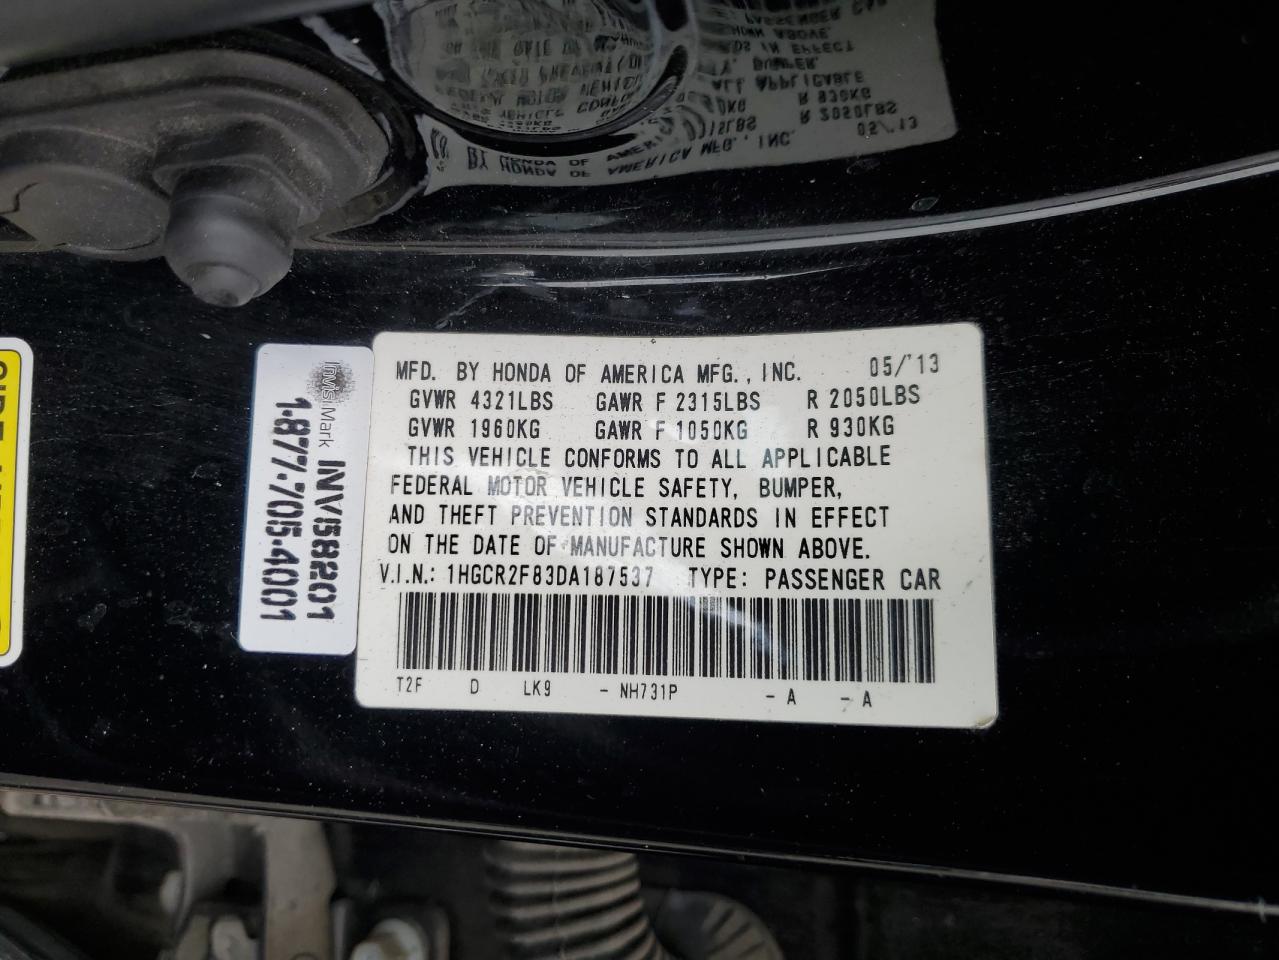 MFD. BY HONDA OF AMERICA MFG., INC. 05/'13
GVWR 4321LBS GAWR F 2315LBS R 2050LBS
GVWR 1960KG GAWR F 1050KG R 930KG
THIS VEHICLE CONFORMS TO ALL APPLICABLE
FEDERAL MOTOR VEHICLE SAFETY, BUMPER,
AND THEFT PREVENTION STANDARDS IN EFFECT
ON THE DATE OF MANUFACTURE SHOWN ABOVE.
V.I.N.: 1HGCR2F83DA187537 TYPE: PASSENGER CAR
T2F D LK9 - NH731P - A - A
InVisiMark INV58201
1-877-705-4001